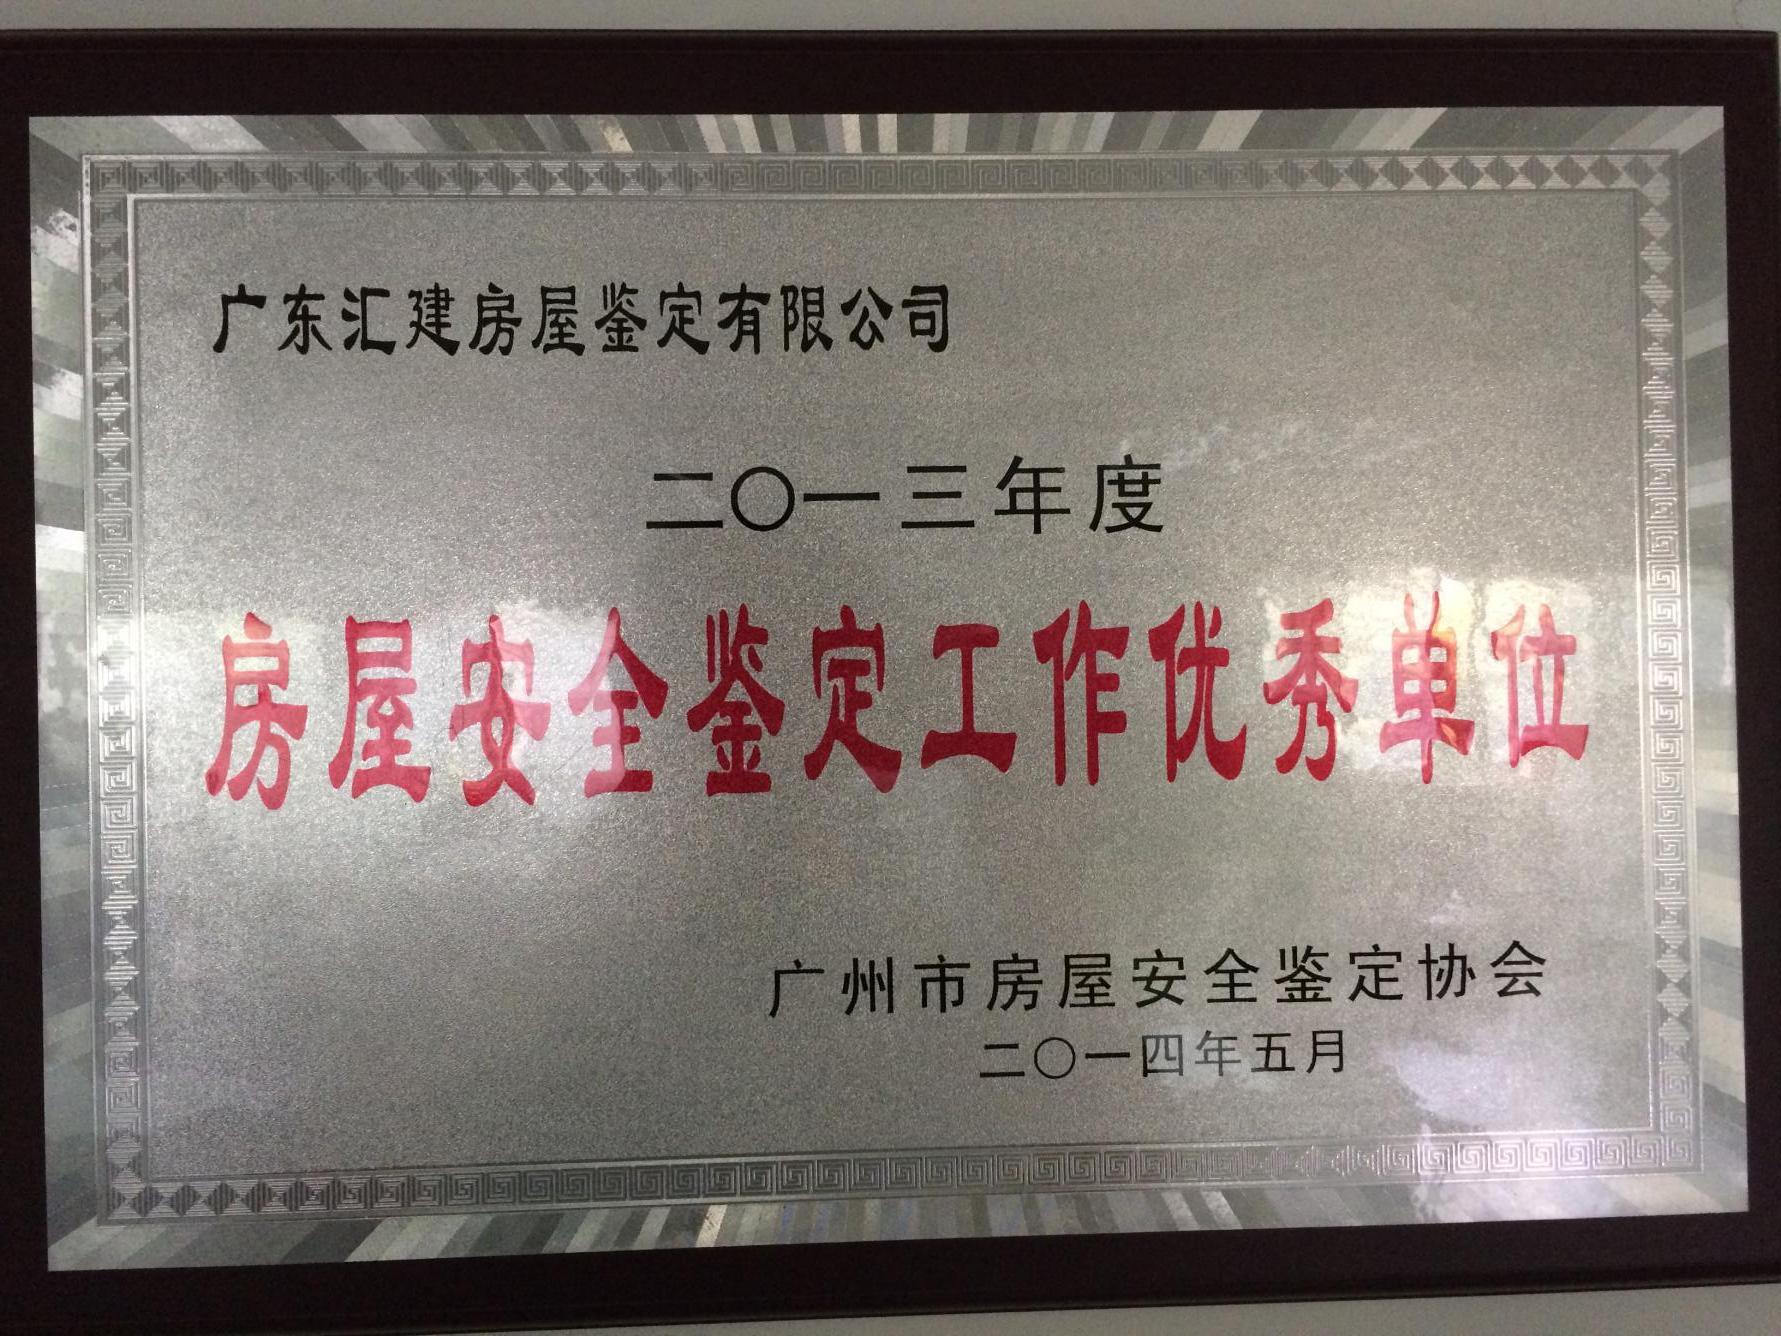 广东汇建房屋鉴定有限公司
二〇一三年度
房屋安全鉴定工作优秀单位
广州市房屋安全鉴定协会
二〇一四年五月